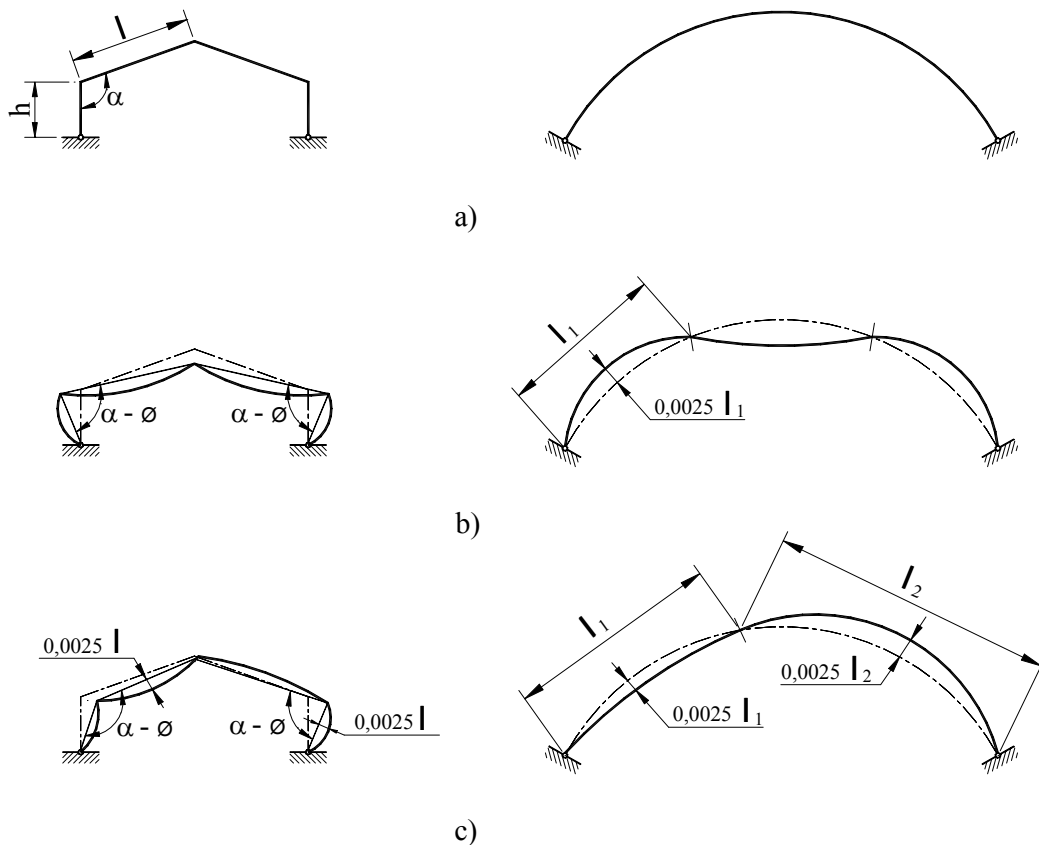 l
h
α
a)
α - ø
α - ø
l₁
0,0025 l₁
b)
0,0025 l
α - ø
α - ø
0,0025 l
l₁
l₂
0,0025 l₁
0,0025 l₂
c)